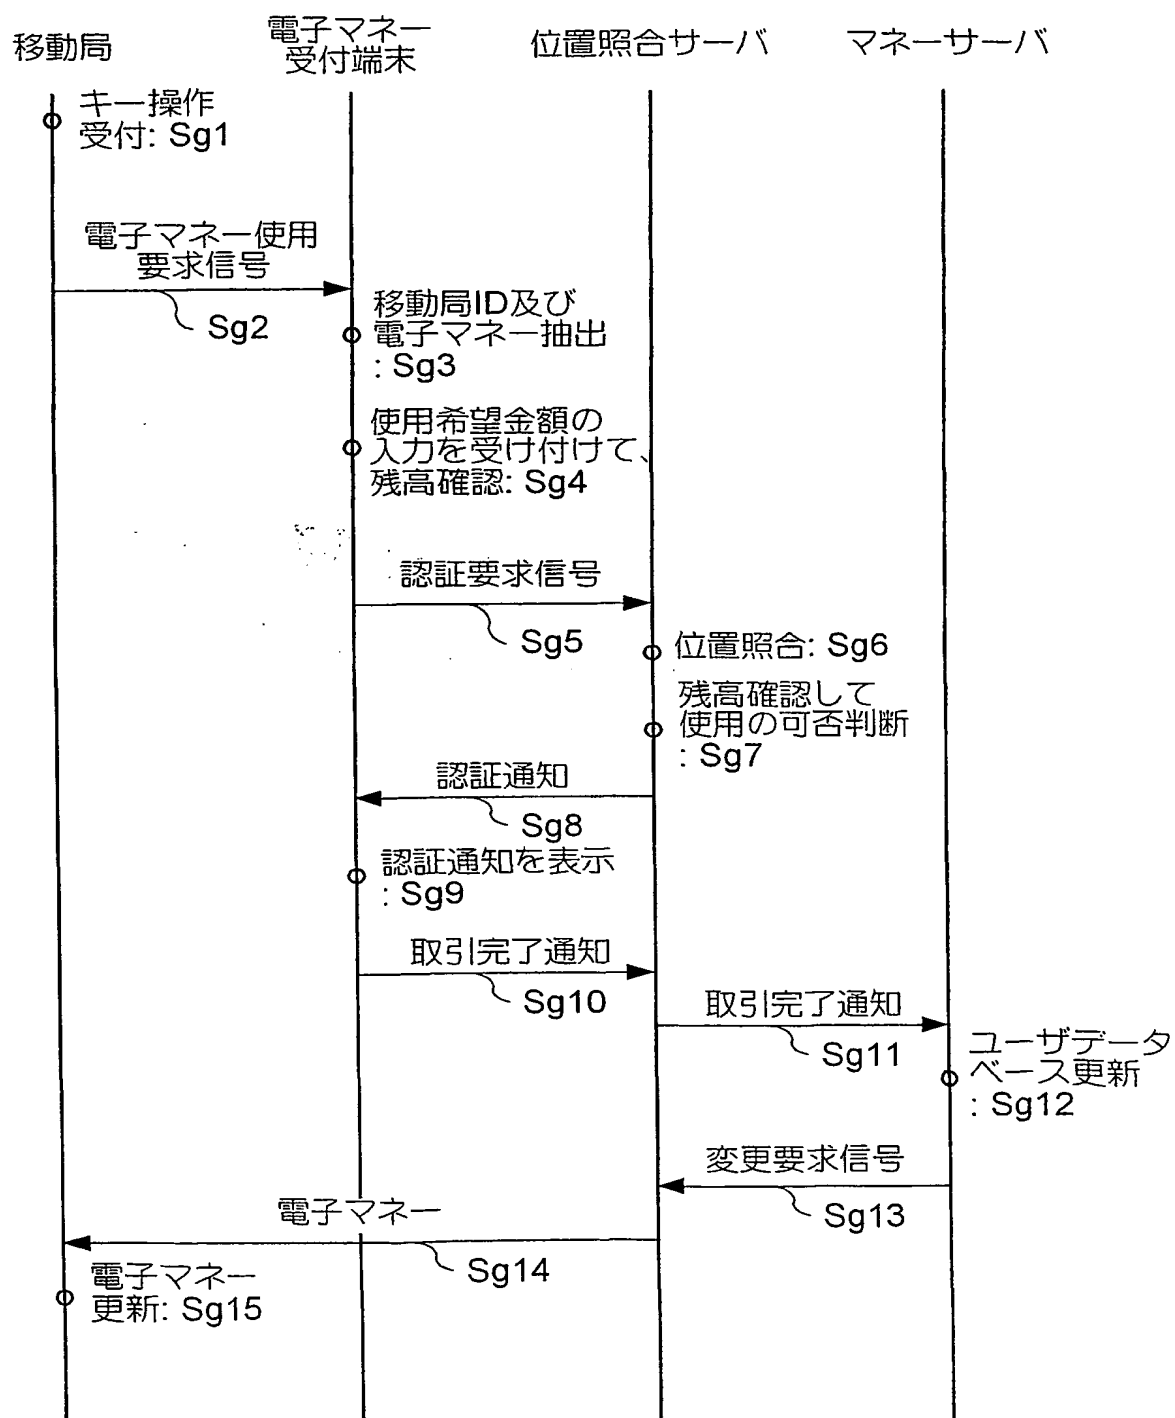 移動局
電子マネー
受付端末
位置照合サーバ
マネーサーバ
キー操作
受付: Sg1
電子マネー使用
要求信号
Sg2
移動局ID及び
電子マネー抽出
: Sg3
使用希望金額の
入力を受け付けて、
残高確認: Sg4
認証要求信号
Sg5
位置照合: Sg6
残高確認して
使用の可否判断
: Sg7
認証通知
Sg8
認証通知を表示
: Sg9
取引完了通知
Sg10
取引完了通知
Sg11
ユーザデータ
ベース更新
: Sg12
変更要求信号
Sg13
電子マネー
Sg14
電子マネー
更新: Sg15